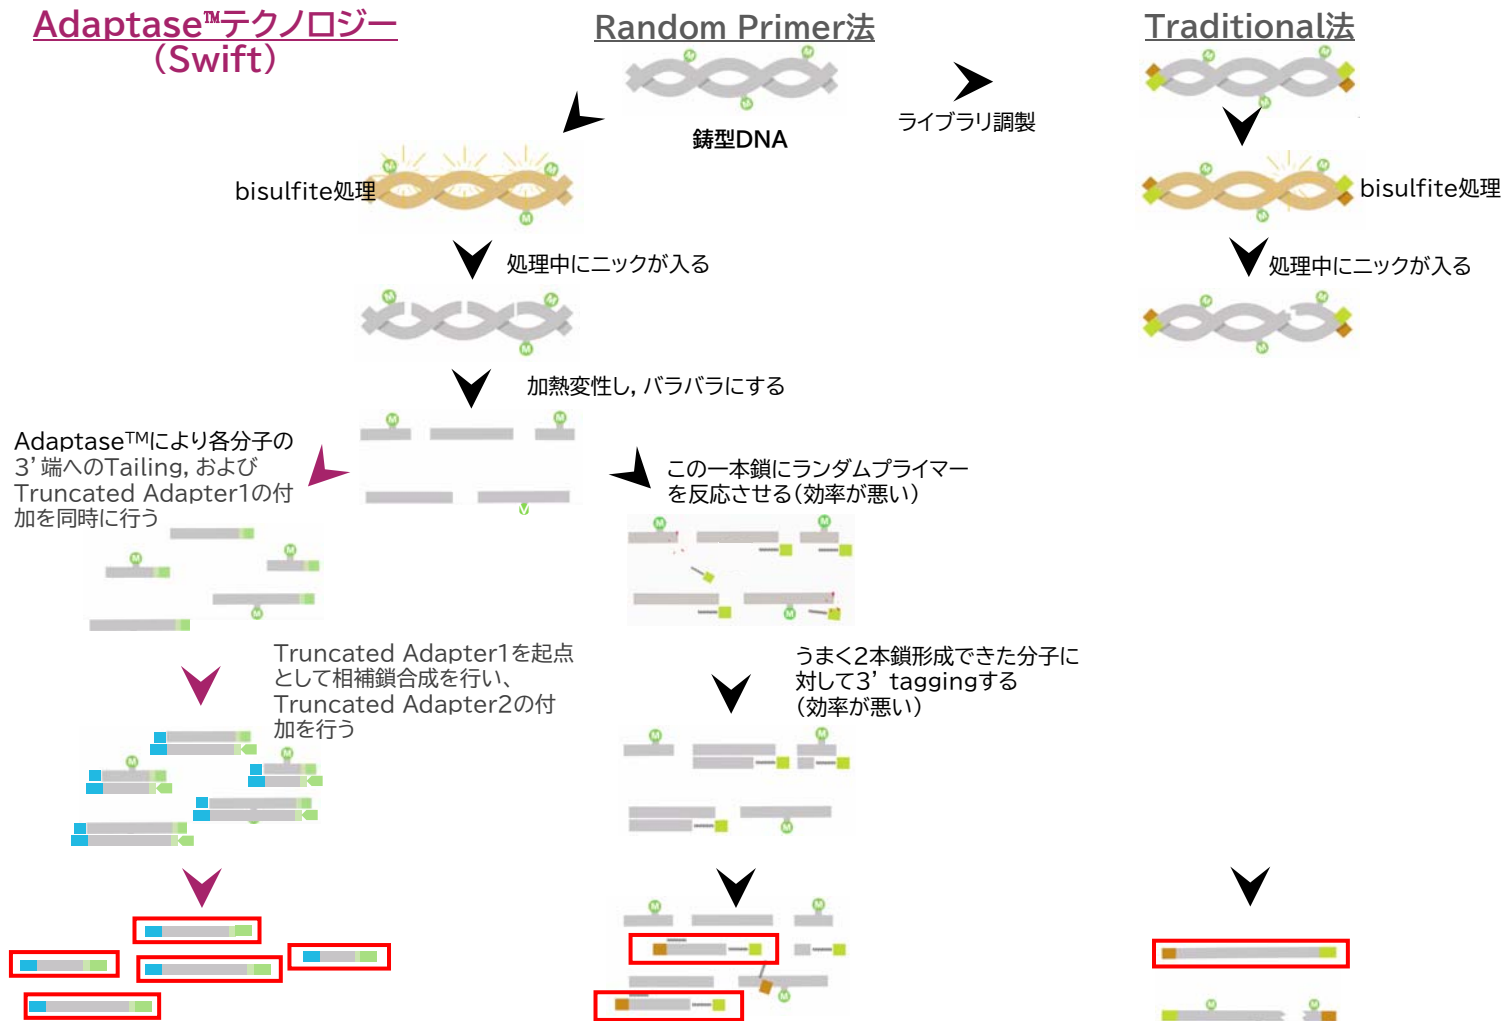 Adaptase™テクノロジー
(Swift)
Random Primer法
Traditional法
鋳型DNA
ライブラリ調製
bisulfite処理
bisulfite処理
処理中にニックが入る
処理中にニックが入る
加熱変性し, バラバラにする
Adaptase™により各分子の
3’端へのTailing, および
Truncated Adapter1の付
加を同時に行う
この一本鎖にランダムプライマー
を反応させる(効率が悪い)
Truncated Adapter1を起点
として相補鎖合成を行い、
Truncated Adapter2の付
加を行う
うまく2本鎖形成できた分子に
対して3’ taggingする
(効率が悪い)